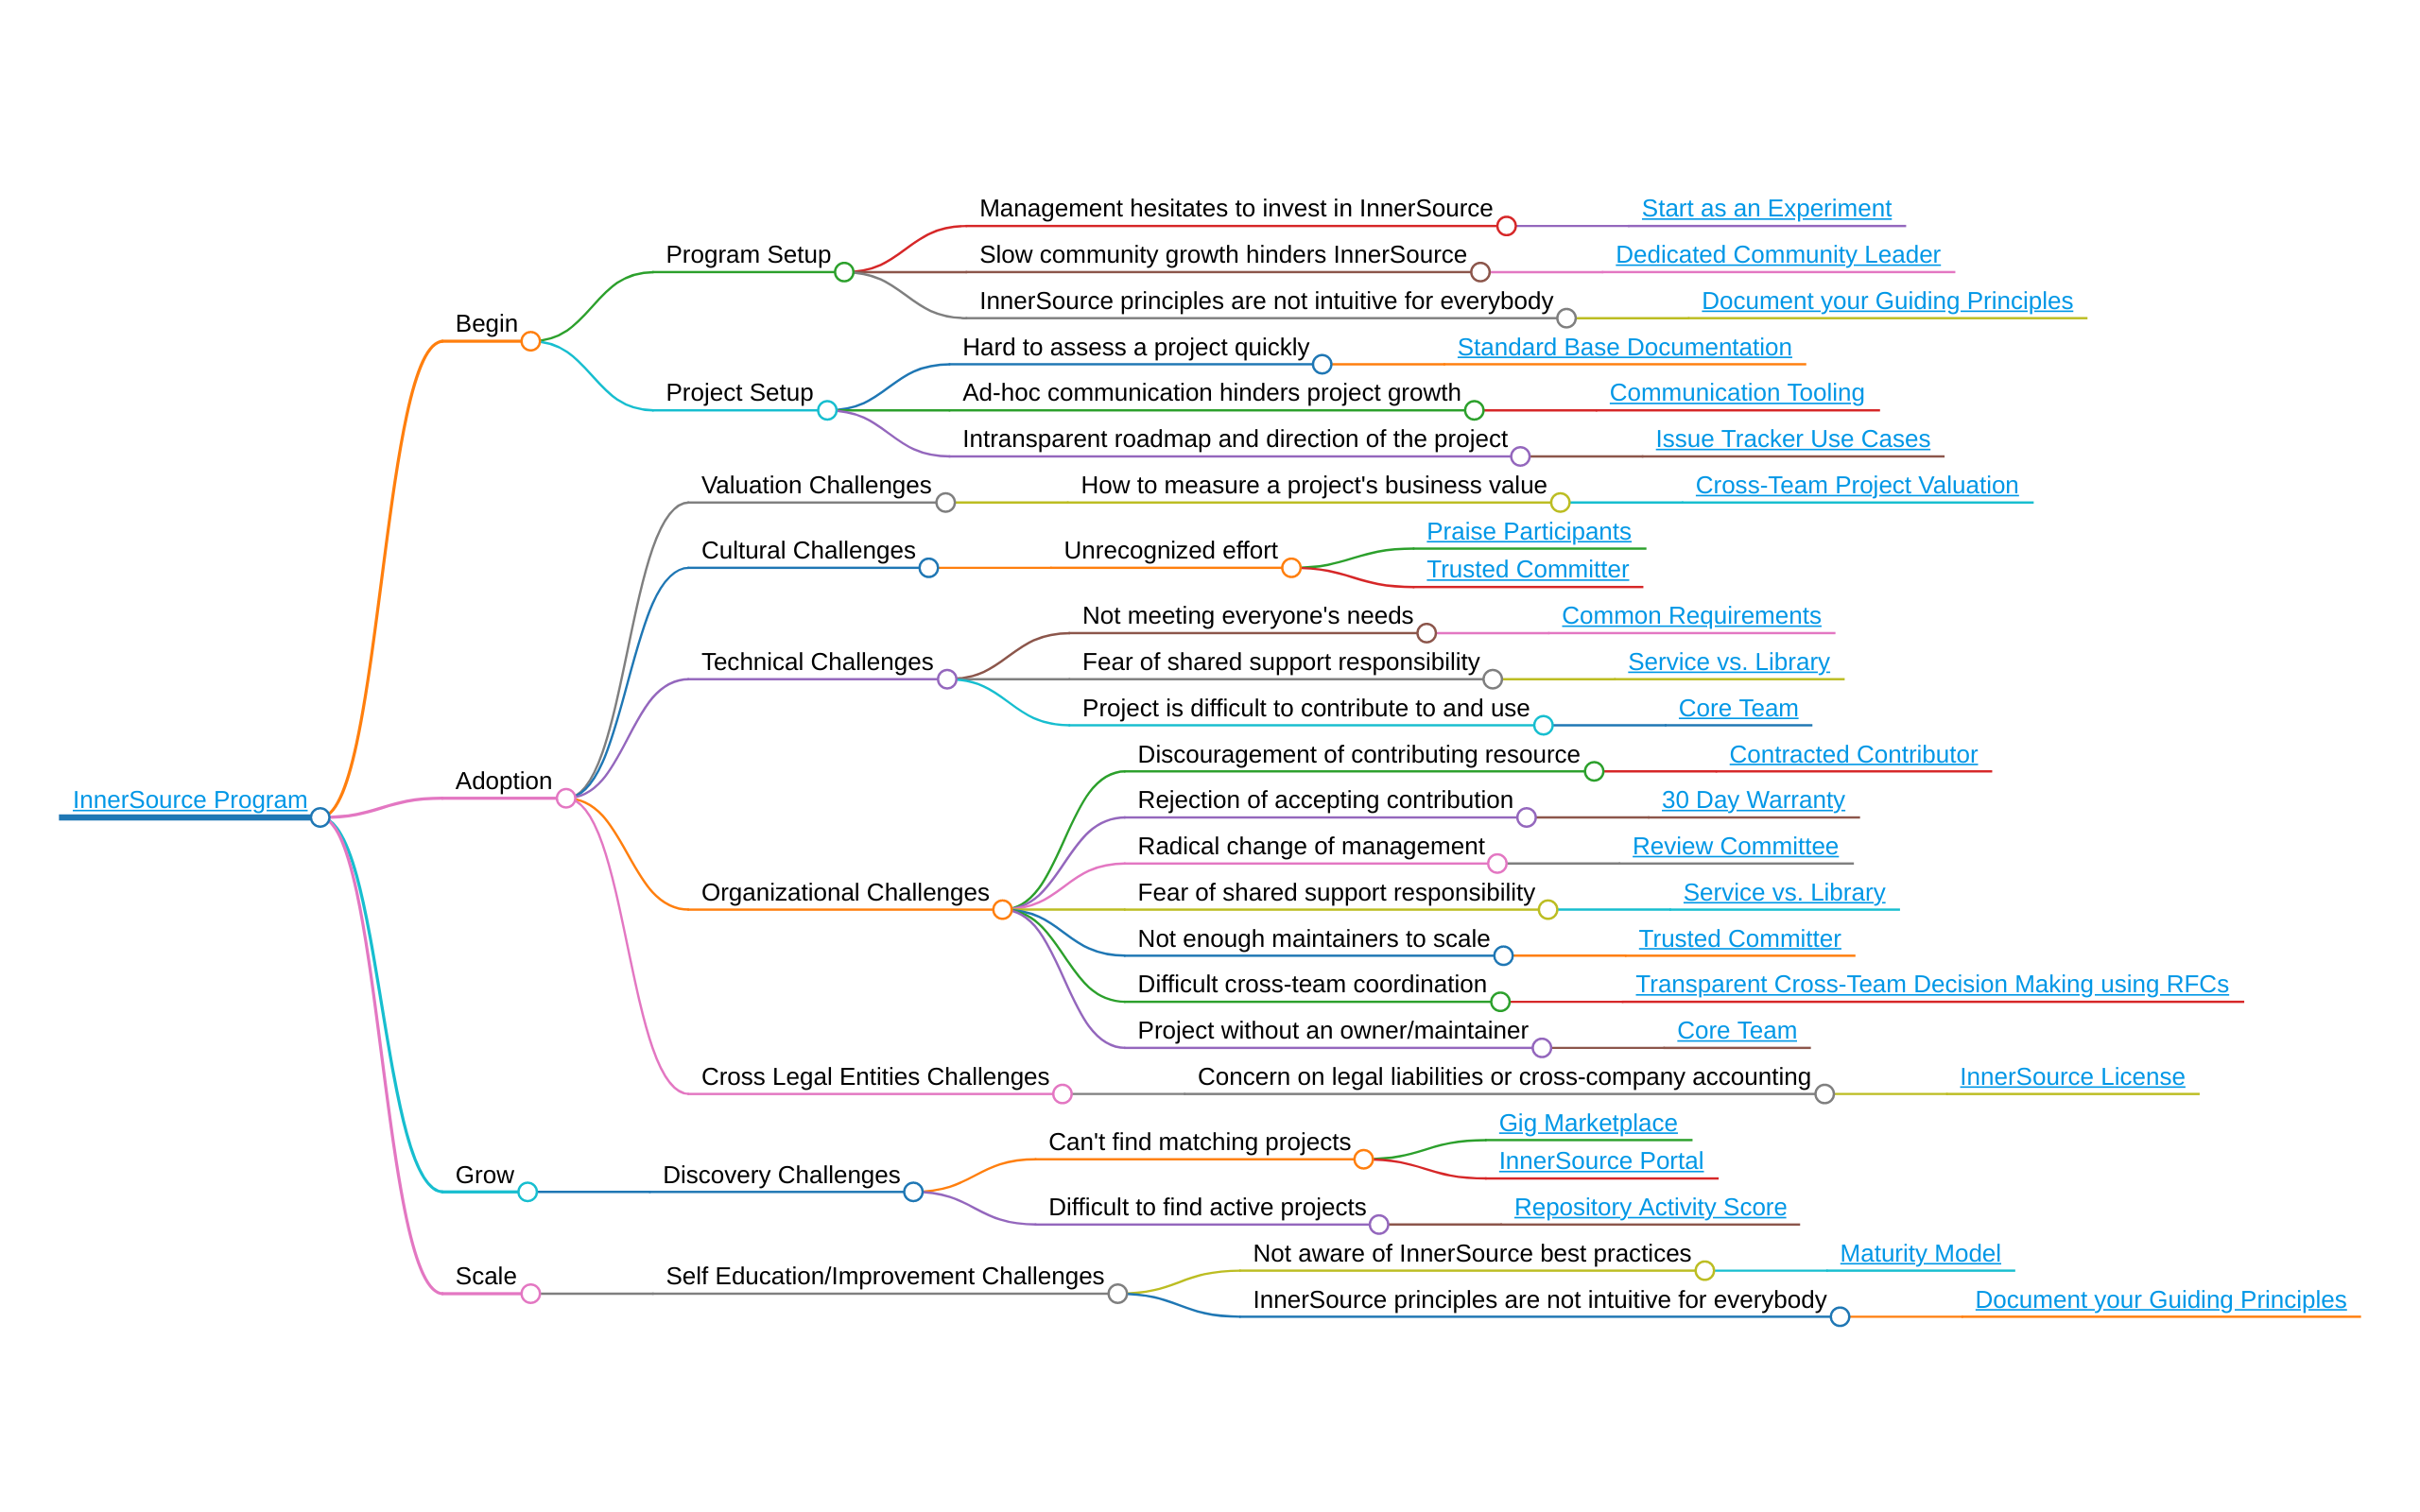 InnerSource Program
Begin
Program Setup
Management hesitates to invest in InnerSource
Start as an Experiment
Slow community growth hinders InnerSource
Dedicated Community Leader
InnerSource principles are not intuitive for everybody
Document your Guiding Principles
Project Setup
Hard to assess a project quickly
Standard Base Documentation
Ad-hoc communication hinders project growth
Communication Tooling
Intransparent roadmap and direction of the project
Issue Tracker Use Cases
Adoption
Valuation Challenges
How to measure a project's business value
Cross-Team Project Valuation
Cultural Challenges
Unrecognized effort
Praise Participants
Trusted Committer
Technical Challenges
Not meeting everyone's needs
Common Requirements
Fear of shared support responsibility
Service vs. Library
Project is difficult to contribute to and use
Core Team
Organizational Challenges
Discouragement of contributing resource
Contracted Contributor
Rejection of accepting contribution
30 Day Warranty
Radical change of management
Review Committee
Fear of shared support responsibility
Service vs. Library
Not enough maintainers to scale
Trusted Committer
Difficult cross-team coordination
Transparent Cross-Team Decision Making using RFCs
Project without an owner/maintainer
Core Team
Cross Legal Entities Challenges
Concern on legal liabilities or cross-company accounting
InnerSource License
Grow
Discovery Challenges
Can't find matching projects
Gig Marketplace
InnerSource Portal
Difficult to find active projects
Repository Activity Score
Scale
Self Education/Improvement Challenges
Not aware of InnerSource best practices
Maturity Model
InnerSource principles are not intuitive for everybody
Document your Guiding Principles